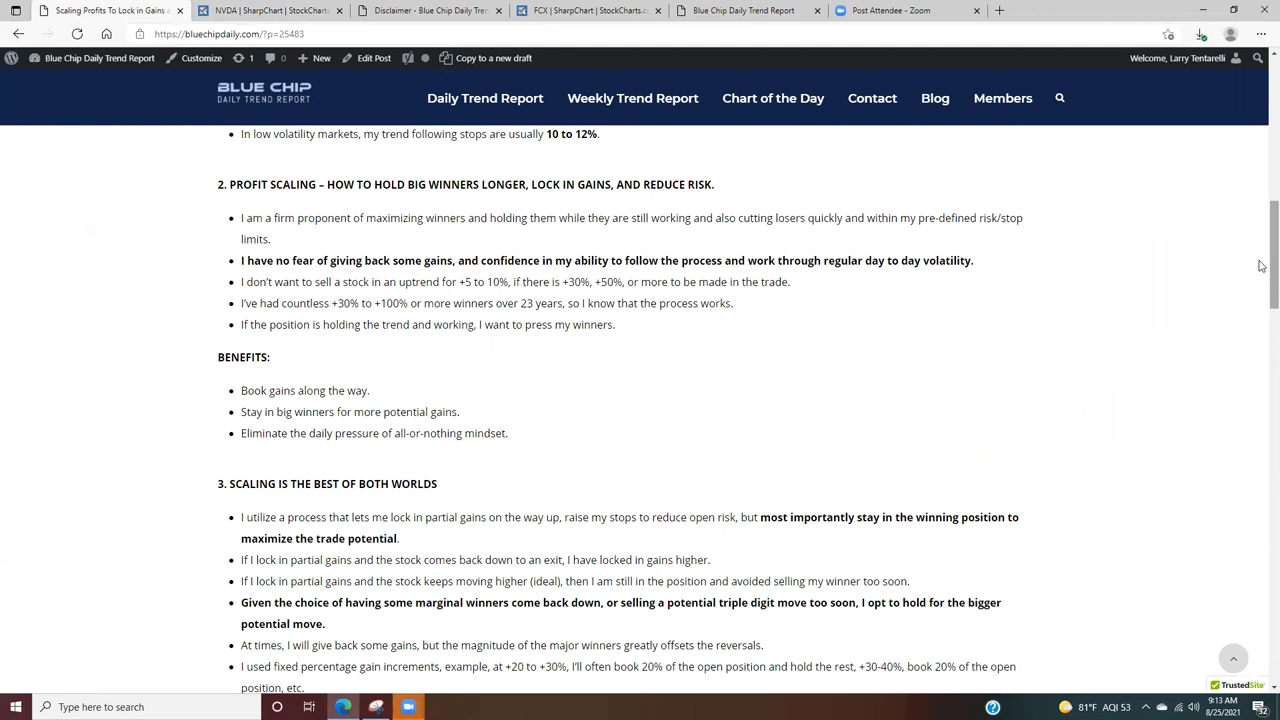 Scaling Profits To Lock in Gains a
NVDA | SharpChart | StockCharts.
Disclaimer - Blue Chip Daily Tren
FCX | SharpChart | StockCharts.co
Blue Chip Daily Trend Report
Post Attendee - Zoom
https://bluechipdaily.com/?p=25483
Blue Chip Daily Trend Report
Customize
1
0
New
Edit Post
Copy to a new draft
Welcome, Larry Tentarelli
BLUE CHIP
DAILY TREND REPORT
Daily Trend Report
Weekly Trend Report
Chart of the Day
Contact
Blog
Members
In low volatility markets, my trend following stops are usually 10 to 12%.
2. PROFIT SCALING – HOW TO HOLD BIG WINNERS LONGER, LOCK IN GAINS, AND REDUCE RISK.
I am a firm proponent of maximizing winners and holding them while they are still working and also cutting losers quickly and within my pre-defined risk/stop
limits.
I have no fear of giving back some gains, and confidence in my ability to follow the process and work through regular day to day volatility.
I don't want to sell a stock in an uptrend for +5 to 10%, if there is +30%, +50%, or more to be made in the trade.
I've had countless +30% to +100% or more winners over 23 years, so I know that the process works.
If the position is holding the trend and working, I want to press my winners.
BENEFITS:
Book gains along the way.
Stay in big winners for more potential gains.
Eliminate the daily pressure of all-or-nothing mindset.
3. SCALING IS THE BEST OF BOTH WORLDS
I utilize a process that lets me lock in partial gains on the way up, raise my stops to reduce open risk, but most importantly stay in the winning position to
maximize the trade potential.
If I lock in partial gains and the stock comes back down to an exit, I have locked in gains higher.
If I lock in partial gains and the stock keeps moving higher (ideal), then I am still in the position and avoided selling my winner too soon.
Given the choice of having some marginal winners come back down, or selling a potential triple digit move too soon, I opt to hold for the bigger
potential move.
At times, I will give back some gains, but the magnitude of the major winners greatly offsets the reversals.
I used fixed percentage gain increments, example, at +20 to +30%, I'll often book 20% of the open position and hold the rest, +30-40%, book 20% of the open
position, etc.
TrustedSite
Type here to search
81°F AQI 53
9:13 AM
8/25/2021
32